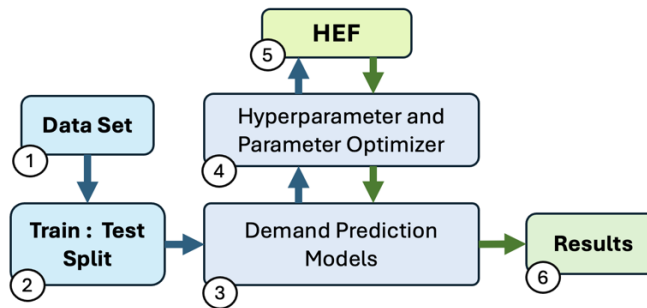 HEF
5
Hyperparameter and
Parameter Optimizer
4
Data Set
1
Train : Test
Split
2
Demand Prediction
Models
3
Results
6